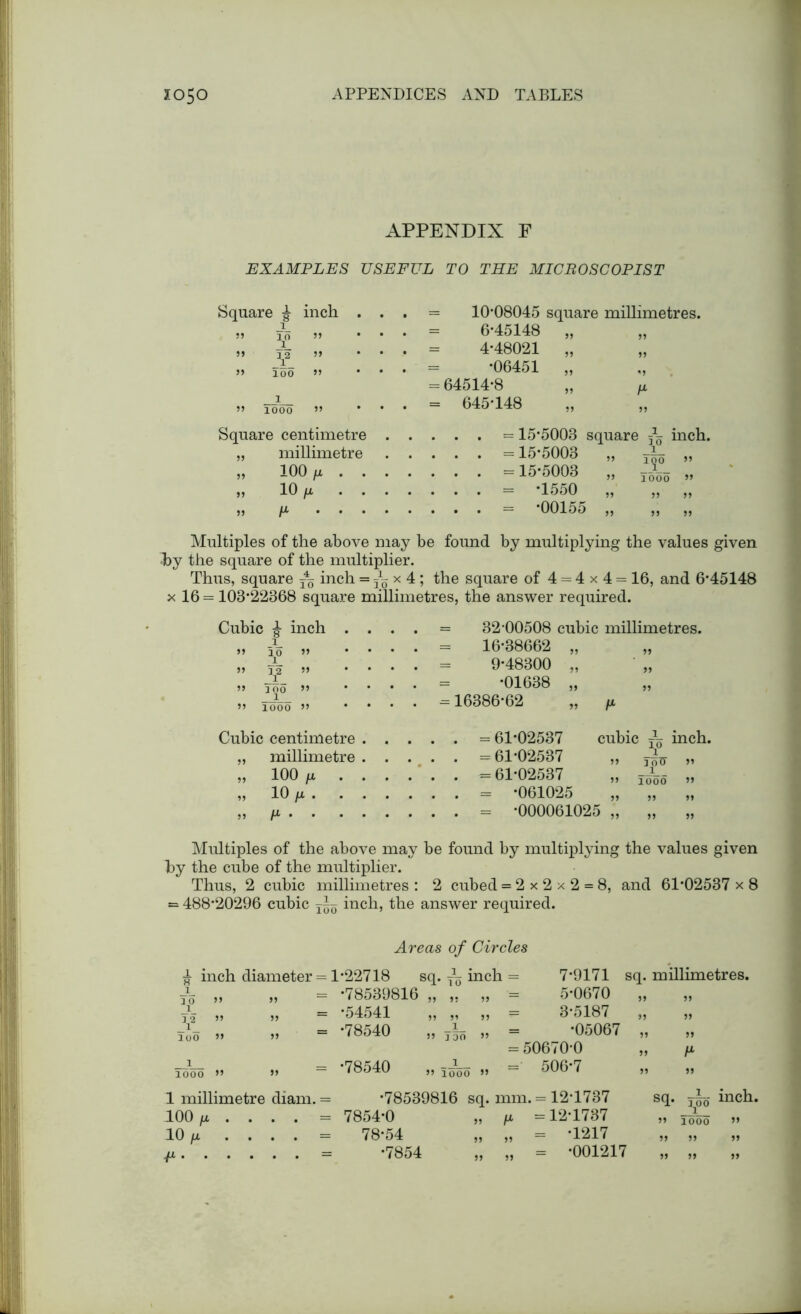 1050 APPENDICES AND TABLES
APPENDIX F
EXAMPLES USEFUL TO THE MICROSCOPIST
Square 1/8 inch . . . = 10·08045 square millimetres.
„ 1/10 „ . . . = 6·45148 „ „
„ 1/12 „ . . . = 4·48021 „ „
„ 1/100 „ . . . = ·06451 „ „
= 64514·8 „ μ
„ 1/1000 „ . . . = 645·148 „ „
Square centimetre . . . . . = 15·5003 square 1/10 inch.
„ millimetre . . . . . = 15·5003 „ 1/100 „
„ 100 μ . . . . . . . = 15·5003 „ 1/1000 „
„ 10 μ . . . . . . . = ·1550 „ „ „
„ μ . . . . . . . . = ·00155 „ „ „
Multiples of the above may be found by multiplying the values given
by the square of the multiplier.
Thus, square 4/10 inch = 1/10 x 4; the square of 4 = 4 x 4 = 16, and 6·45148
x 16 = 103·22368 square millimetres, the answer required.
Cubic 1/8 inch . . . . = 32·00508 cubic millimetres.
„ 1/10 „ . . . . = 16·38662 „ „
„ 1/12 „ . . . . = 9·48300 „ „
„ 1/100 „ . . . . = ·01638 „ „
„ 1/1000 „ . . . . = 16386·62 „ μ
Cubic centimetre . . . . . = 61·02537 cubic 1/10 inch.
„ millimetre . . . . . = 61·02537 „ 1/100 „
„ 100 μ . . . . . . . = 61·02537 „ 1/1000 „
„ 10 μ . . . . . . . = ·061025 „ „ „
„ μ . . . . . . . . = ·000061025 „ „ „
Multiples of the above may be found by multiplying the values given
by the cube of the multiplier.
Thus, 2 cubic millimetres : 2 cubed = 2 x 2 x 2 = 8, and 61·02537 x 8
= 488·20296 cubic 1/100 inch, the answer required.
Areas of Circles
1/8 inch diameter = 1·22718 sq. 1/10 inch = 7·9171 sq. millimetres.
1/10 „ „ = ·78539816 „ „ „ = 5·0670 „ „
1/12 „ „ = ·54541 „ „ „ = 3·5187 „ „
1/100 „ „ = ·78540 „ 1/100 „ = ·05067 „ „
= 50670·0 „ μ
1/1000 „ „ = ·78540 „ 1/1000 „ = 506·7 „ „
1 millimetre diam. = ·78539816 sq. mm. = 12·1737 sq. 1/100 inch.
100 μ . . . . = 7854·0 „ μ = 12·1737 „ 1/1000 „
10 μ . . . . = 78·54 „ „ = ·1217 „ „ „
μ . . . . . . = ·7854 „ „ = ·001217 „ „ „